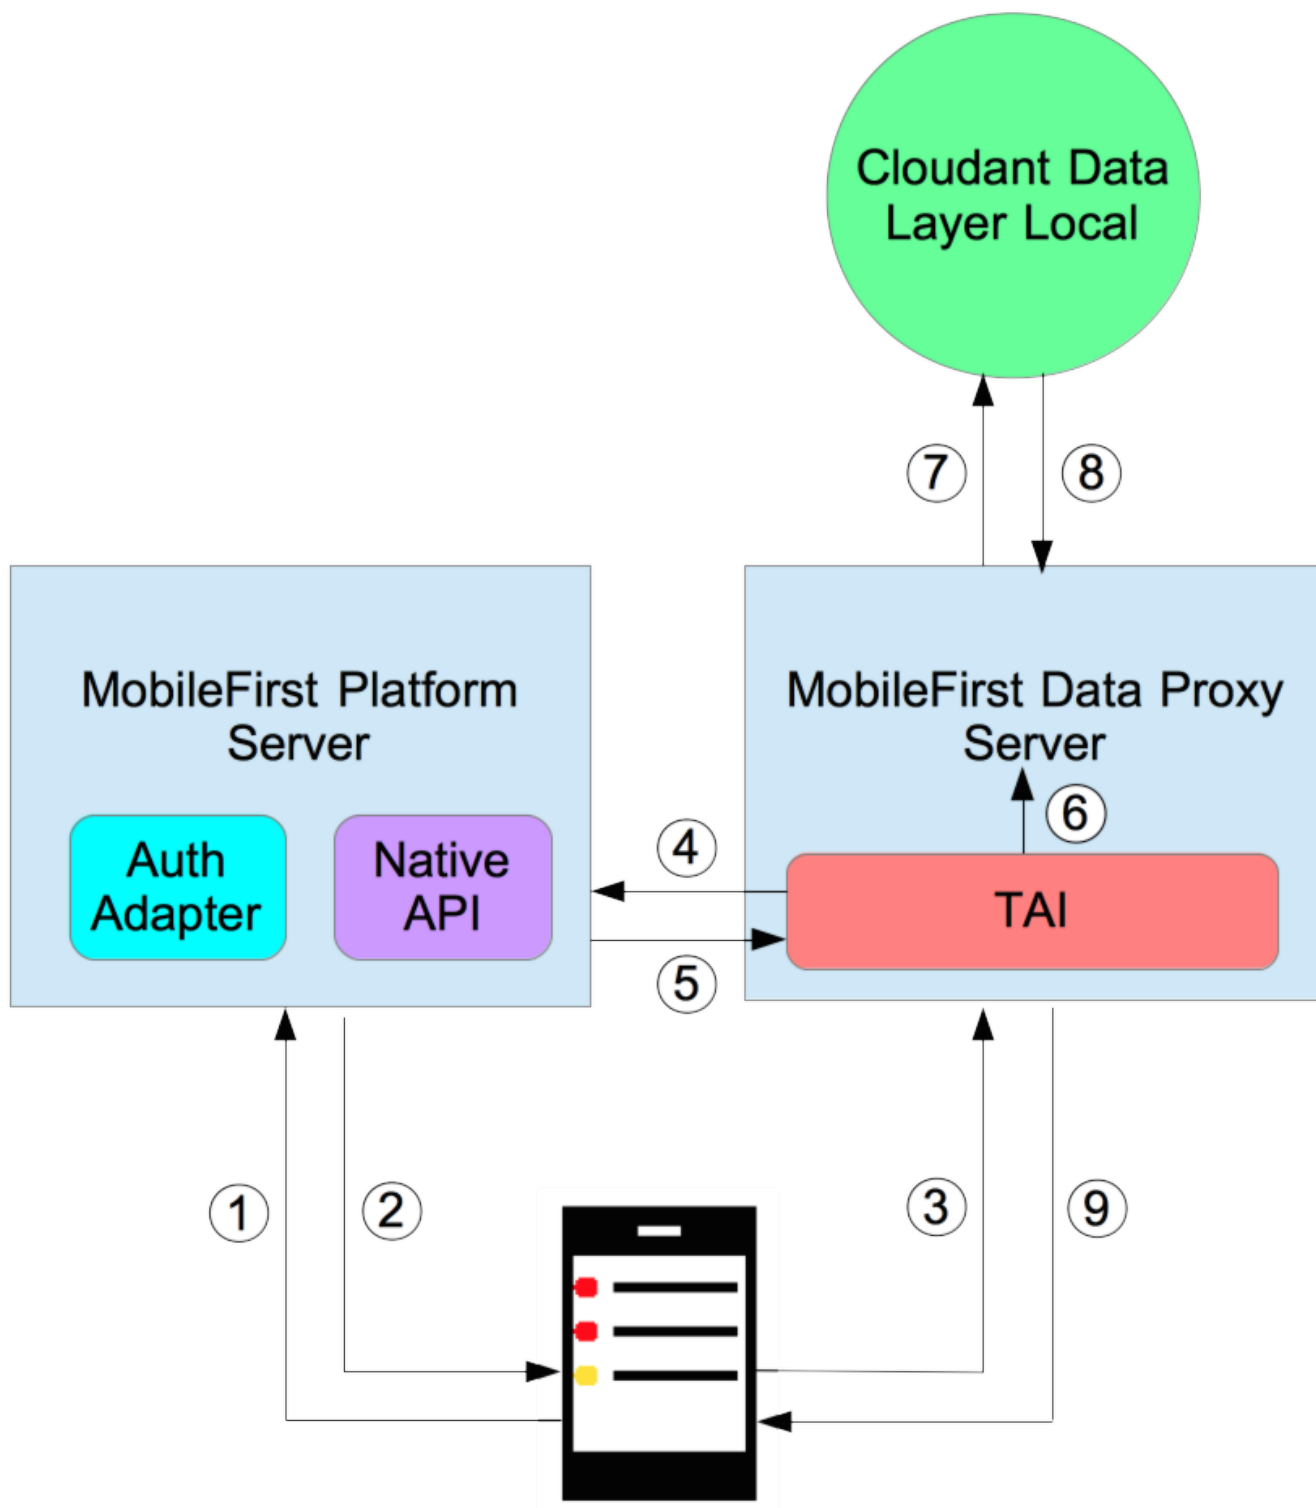 Cloudant Data
Layer Local
7
8
MobileFirst Platform
Server
Auth
Adapter
Native
API
4
5
MobileFirst Data Proxy
Server
6
TAI
1
2
3
9